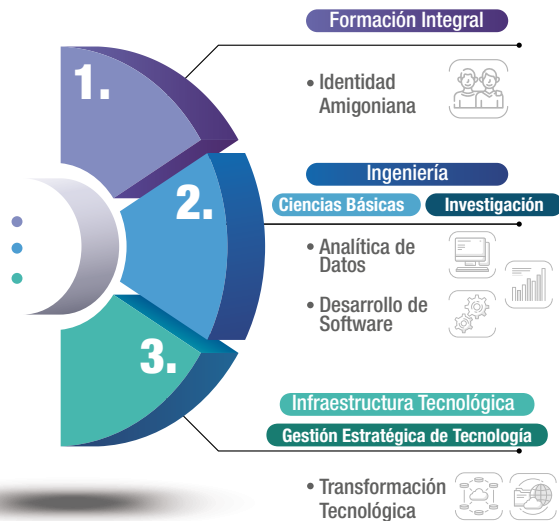 1.
Formación Integral
• Identidad
Amigoniana
2.
Ingeniería
Ciencias Básicas
Investigación
• Analítica de
Datos
• Desarrollo de
Software
3.
Infraestructura Tecnológica
Gestión Estratégica de Tecnología
• Transformación
Tecnológica